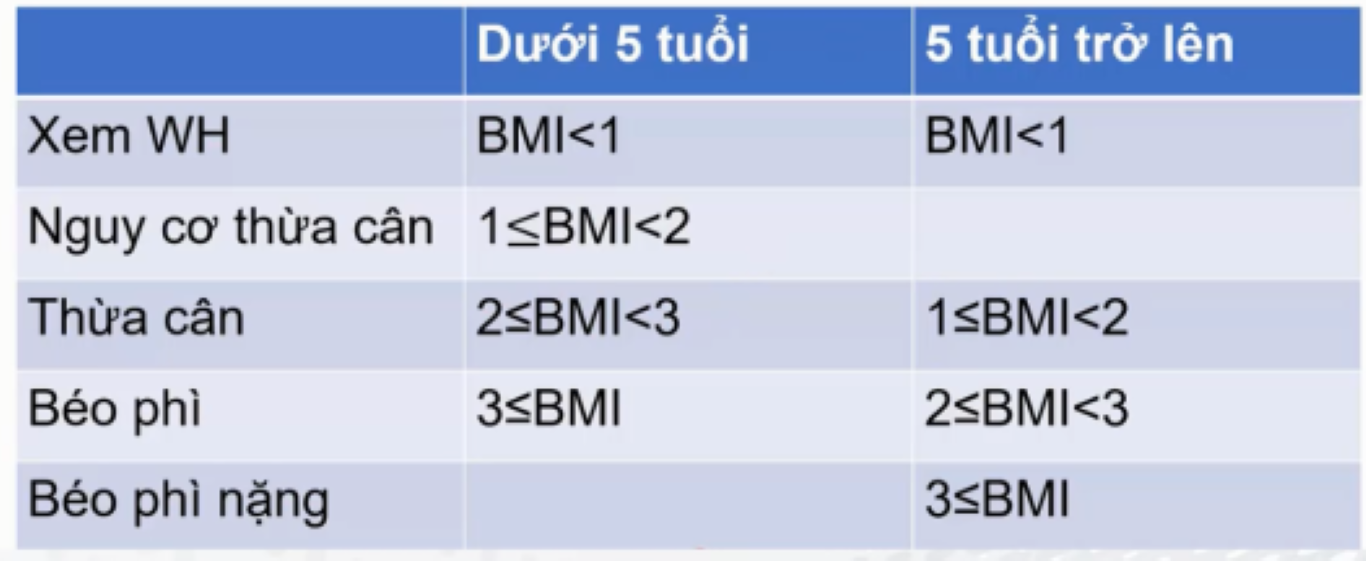 Dưới 5 tuổi 5 tuổi trở lên
Xem WH BMI<1 BMI<1
Nguy cơ thừa cân 1≤BMI<2
Thừa cân 2≤BMI<3 1≤BMI<2
Béo phì 3≤BMI 2≤BMI<3
Béo phì nặng 3≤BMI